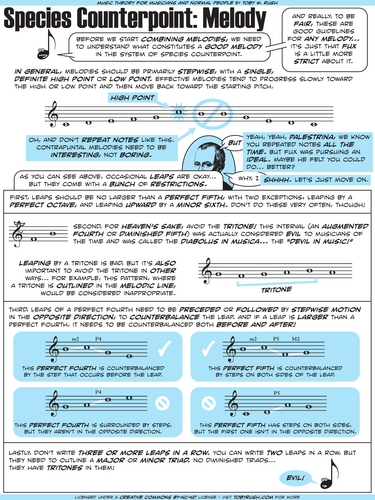 MUSIC THEORY FOR MUSICIANS AND NORMAL PEOPLE BY TOBY W. RUSH
Species Counterpoint: Melody
BEFORE WE START COMBINING MELODIES, WE NEED
TO UNDERSTAND WHAT CONSTITUTES A GOOD MELODY
IN THE SYSTEM OF SPECIES COUNTERPOINT.
AND REALLY, TO BE
FAIR, THESE ARE
GOOD GUIDELINES
FOR ANY MELODY...
IT'S JUST THAT FUX
IS A LITTLE MORE
STRICT ABOUT IT.
IN GENERAL, MELODIES SHOULD BE PRIMARILY STEPWISE, WITH A SINGLE,
DEFINITE HIGH POINT OR LOW POINT. EFFECTIVE MELODIES TEND TO PROGRESS SLOWLY TOWARD
THE HIGH OR LOW POINT AND THEN MOVE BACK TOWARD THE STARTING PITCH.
HIGH POINT
OH: AND DON'T REPEAT NOTES LIKE THIS.
CONTRAPUNTAL MELODIES NEED TO BE
INTERESTING, NOT BORING.
BUT
WHY, I
YEAH, YEAH, PALESTRINA, WE KNOW
YOU REPEATED NOTES ALL THE
TIME. BUT FUX WAS PURSUING AN
IDEAL. MAYBE HE FELT YOU COULD
DO... BETTER?
SHHHH. LET'S JUST MOVE ON.
AS YOU CAN SEE ABOVE, OCCASIONAL LEAPS ARE OKAY...
BUT THEY COME WITH A BUNCH OF RESTRICTIONS.
FIRST, LEAPS SHOULD BE NO LARGER THAN A PERFECT FIFTH, WITH TWO EXCEPTIONS: LEAPING BY A
PERFECT OCTAVE, AND LEAPING UPWARD BY A MINOR SIXTH. DON'T DO THESE VERY OFTEN, THOUGH!
SECOND, FOR HEAVEN'S SAKE, AVOID THE TRITONE! THIS INTERVAL (AN AUGMENTED
FOURTH OR DIMINISHED FIFTH) WAS ACTUALLY CONSIDERED EVIL TO MUSICIANS OF
THE TIME AND WAS CALLED THE DIABOLUS IN MUSICA... THE "DEVIL IN MUSIC!"
LEAPING BY A TRITONE IS BAD, BUT IT'S ALSO
IMPORTANT TO AVOID THE TRITONE IN OTHER
WAYS... FOR EXAMPLE, THIS PATTERN, WHERE
A TRITONE IS OUTLINED IN THE MELODIC LINE,
WOULD BE CONSIDERED INAPPROPRIATE.
TRITONE
THIRD, LEAPS OF A PERFECT FOURTH NEED TO BE PRECEDED OR FOLLOWED BY STEPWISE MOTION
IN THE OPPOSITE DIRECTION, TO COUNTERBALANCE THE LEAP. AND IF A LEAP IS LARGER THAN A
PERFECT FOURTH, IT NEEDS TO BE COUNTERBALANCED BOTH BEFORE AND AFTER!
m2 P4
THIS PERFECT FOURTH IS COUNTERBALANCED
BY THE STEP THAT OCCURS BEFORE THE LEAP.
m2 P5 M2
THIS PERFECT FIFTH IS COUNTERBALANCED
BY STEPS ON BOTH SIDES OF THE LEAP.
P4
THIS PERFECT FOURTH IS SURROUNDED BY STEPS,
BUT THEY AREN'T IN THE OPPOSITE DIRECTION.
P5
THIS PERFECT FIFTH HAS STEPS ON BOTH SIDES,
BUT THE FIRST ONE ISN'T IN THE OPPOSITE DIRECTION.
LASTLY, DON'T WRITE THREE OR MORE LEAPS IN A ROW. YOU CAN WRITE TWO LEAPS IN A ROW, BUT
THEY NEED TO OUTLINE A MAJOR OR MINOR TRIAD. NO DIMINISHED TRIADS...
THEY HAVE TRITONES IN THEM!
EVIL!
LICENSED UNDER A CREATIVE COMMONS BY-NC-ND LICENSE - VISIT TOBYRUSH.COM FOR MORE